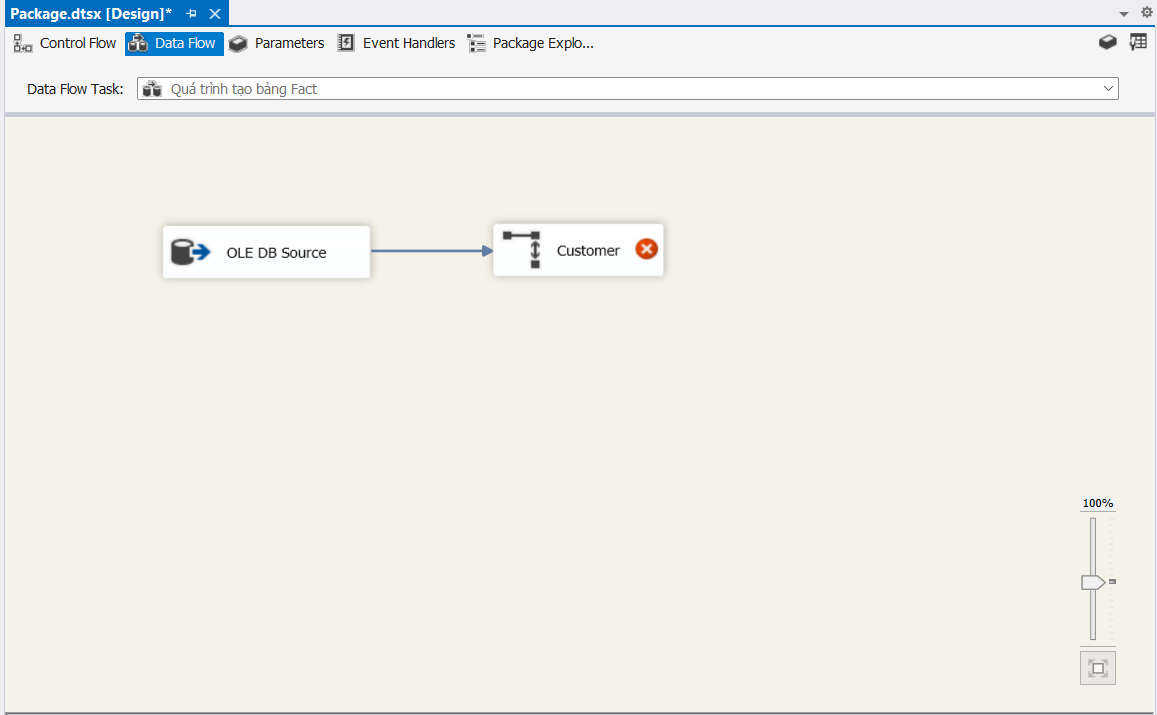 Package.dtsx [Design]*
Control Flow Data Flow Parameters Event Handlers Package Explo...
Data Flow Task: Quá trình tạo bảng Fact
OLE DB Source Customer
100%